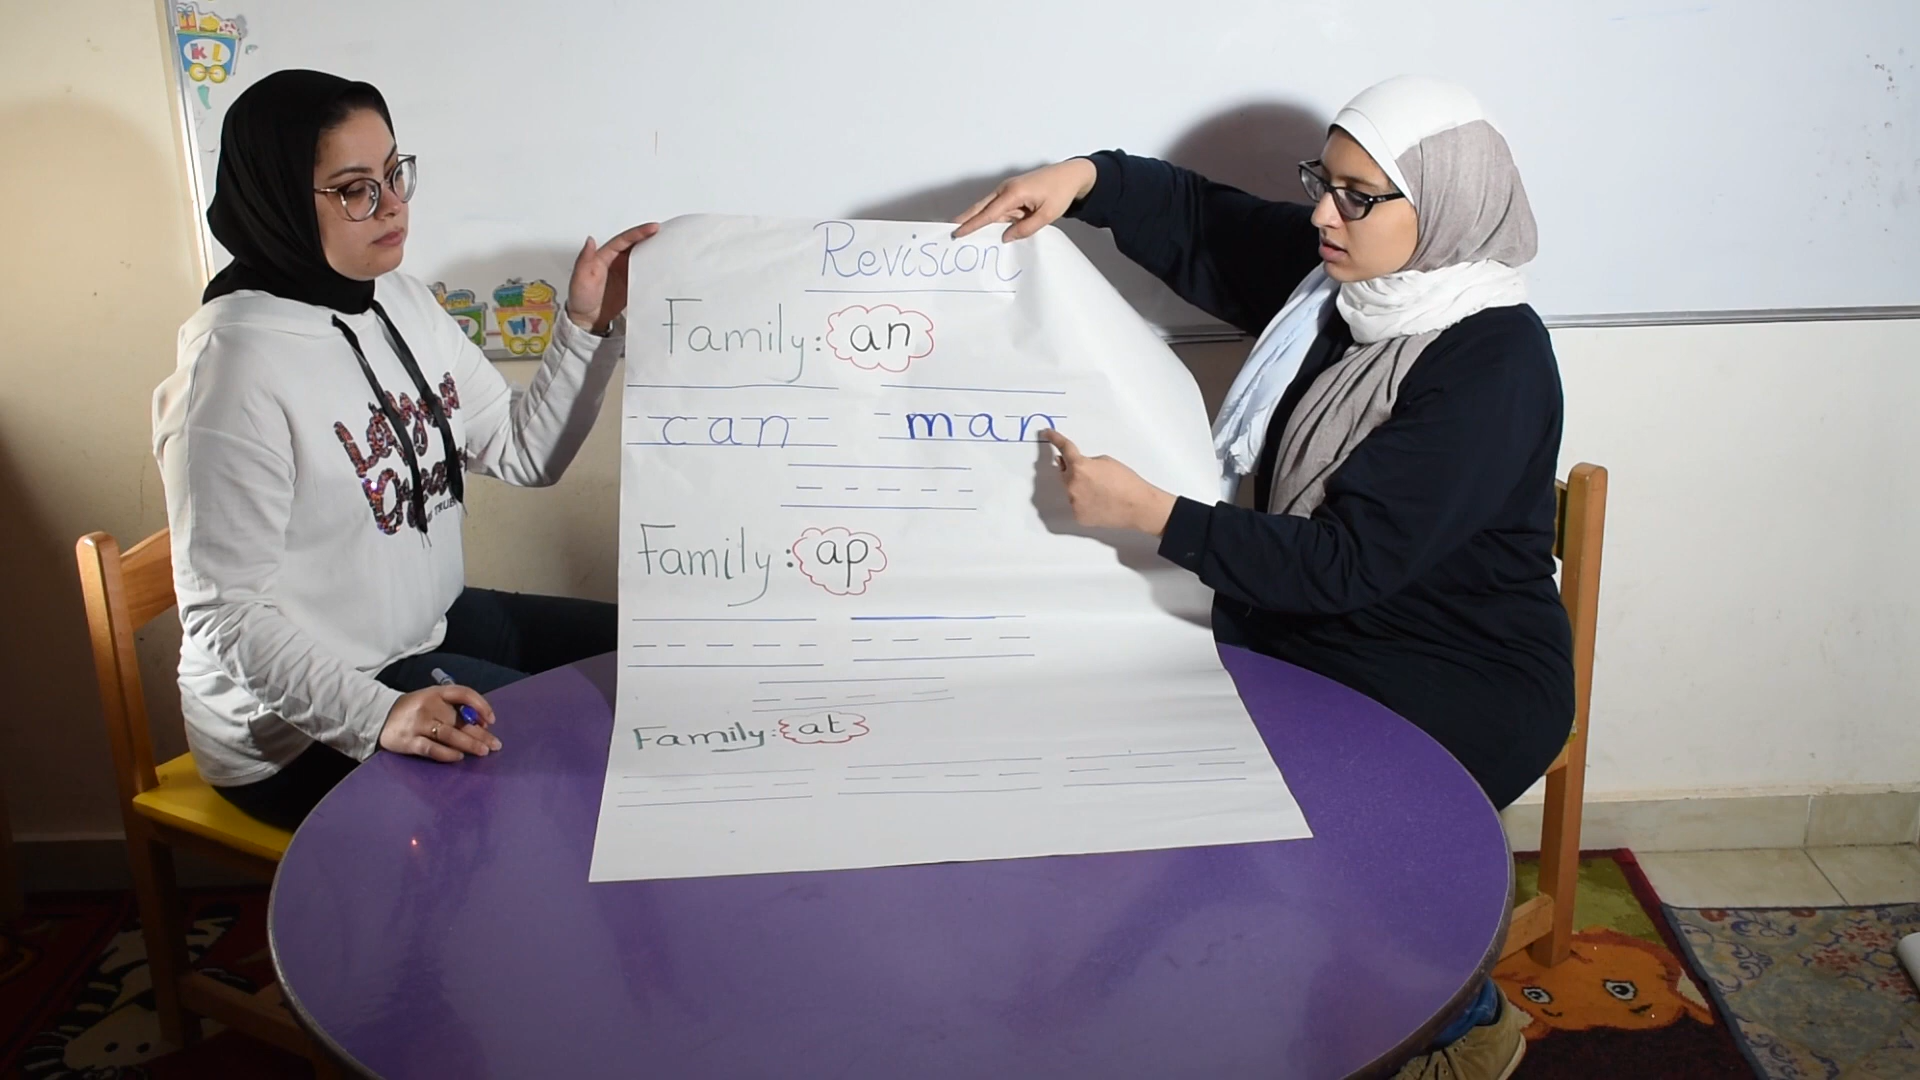 K L
W X
Revision
Family: an
can man
Family: ap
Family: at